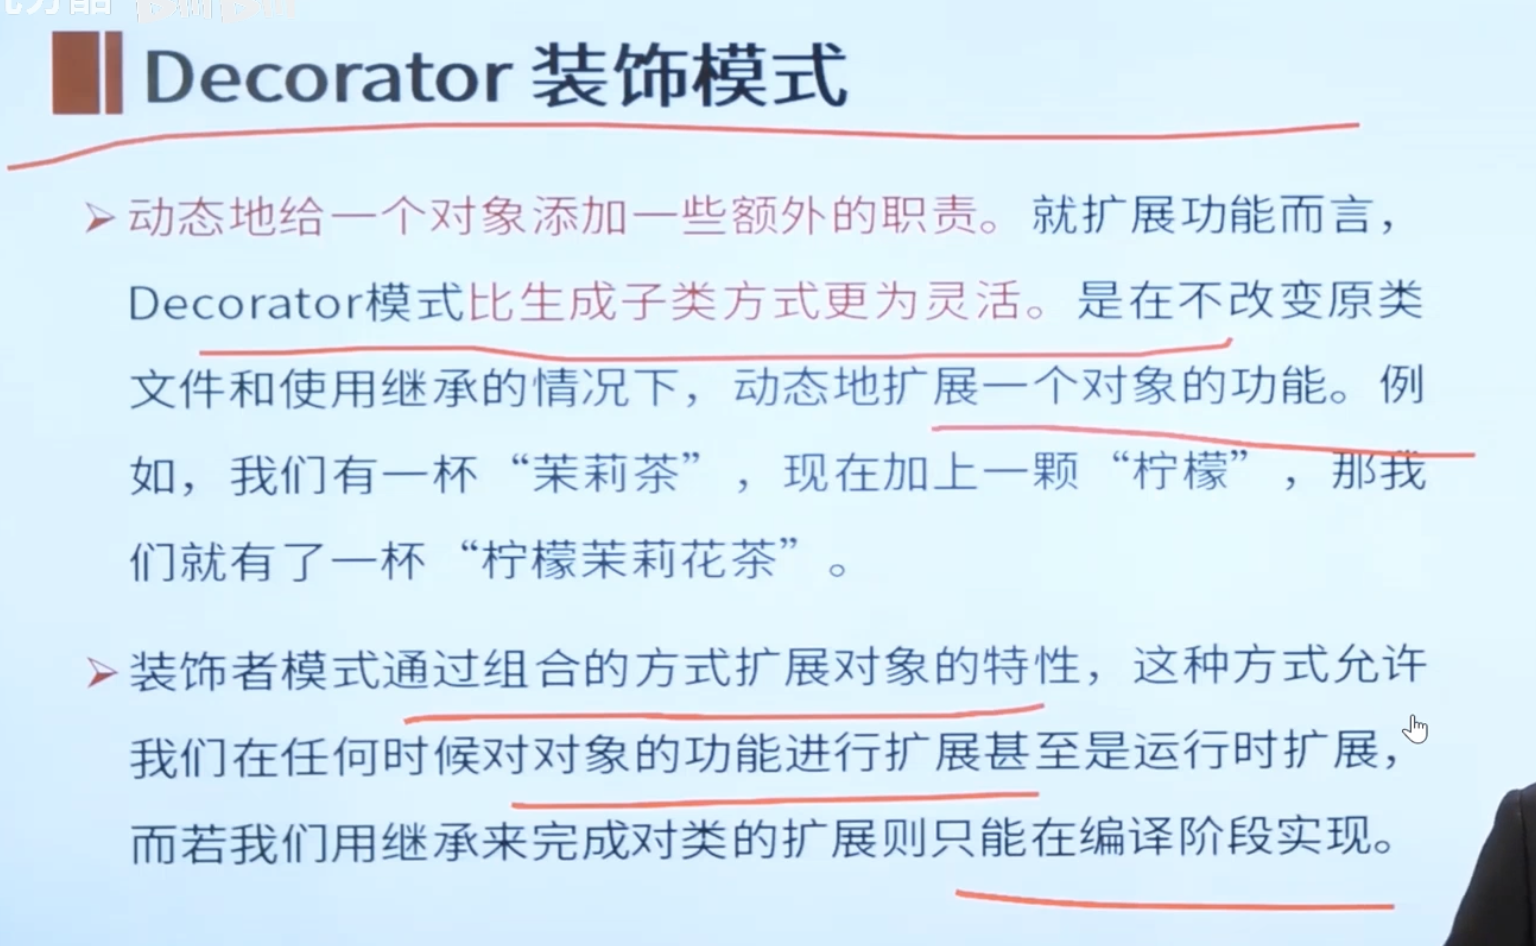 Decorator 装饰模式
动态地给一个对象添加一些额外的职责。就扩展功能而言，
Decorator模式比生成子类方式更为灵活。是在不改变原类
文件和使用继承的情况下，动态地扩展一个对象的功能。例
如，我们有一杯“茉莉茶”，现在加上一颗“柠檬”，那我
们就有了一杯“柠檬茉莉花茶”。
装饰者模式通过组合的方式扩展对象的特性，这种方式允许
我们在任何时候对对象的功能进行扩展甚至是运行时扩展，
而若我们用继承来完成对类的扩展则只能在编译阶段实现。